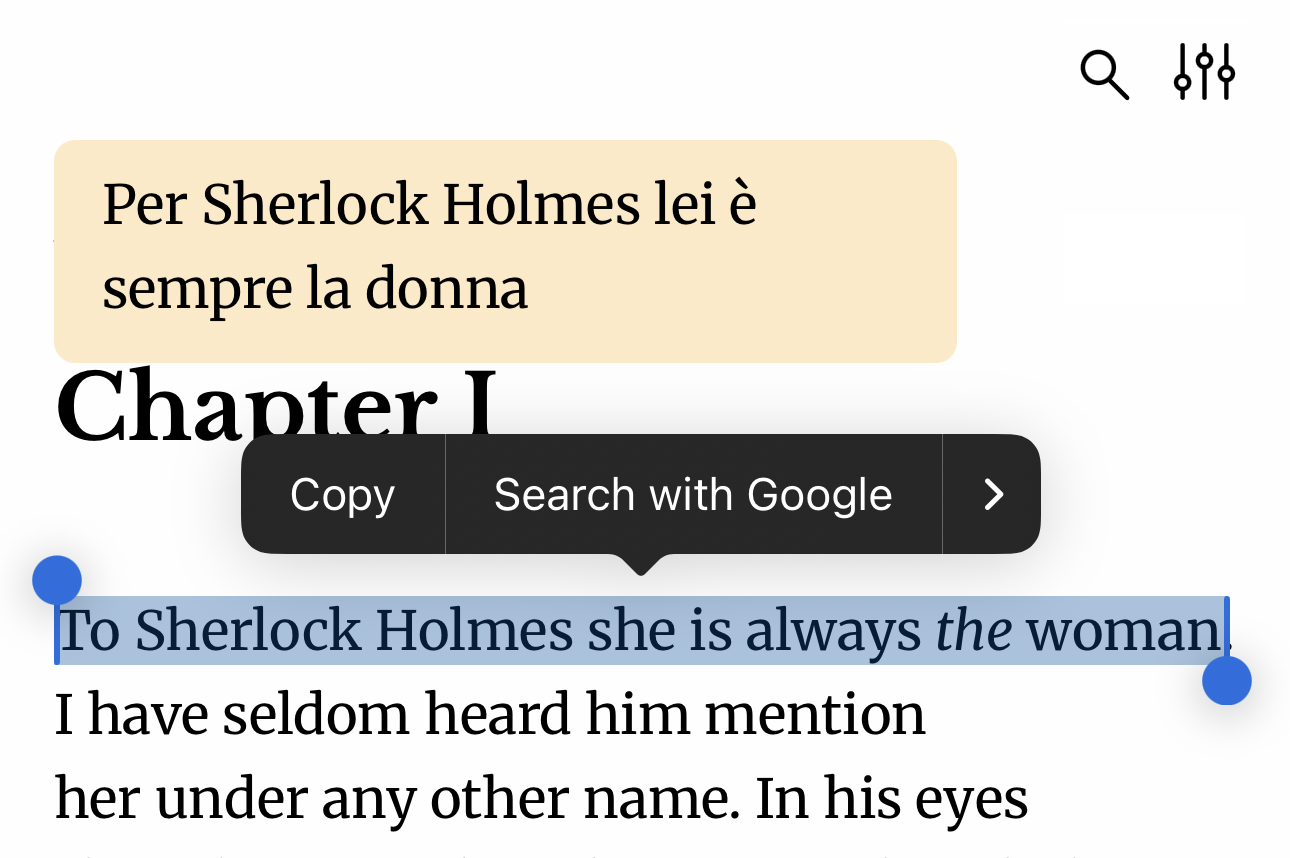 Per Sherlock Holmes lei è
sempre la donna
Chapter I
Copy
Search with Google
To Sherlock Holmes she is always the woman.
I have seldom heard him mention
her under any other name. In his eyes